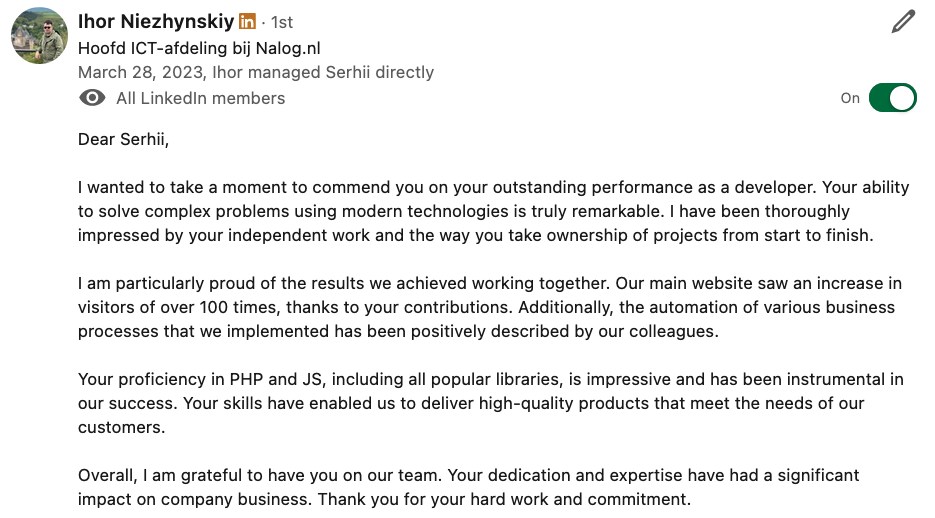 Ihor Niezhynskiy in · 1st
Hoofd ICT-afdeling bij Nalog.nl
March 28, 2023, Ihor managed Serhii directly
All LinkedIn members
On
Dear Serhii,
I wanted to take a moment to commend you on your outstanding performance as a developer. Your ability
to solve complex problems using modern technologies is truly remarkable. I have been thoroughly
impressed by your independent work and the way you take ownership of projects from start to finish.
I am particularly proud of the results we achieved working together. Our main website saw an increase in
visitors of over 100 times, thanks to your contributions. Additionally, the automation of various business
processes that we implemented has been positively described by our colleagues.
Your proficiency in PHP and JS, including all popular libraries, is impressive and has been instrumental in
our success. Your skills have enabled us to deliver high-quality products that meet the needs of our
customers.
Overall, I am grateful to have you on our team. Your dedication and expertise have had a significant
impact on company business. Thank you for your hard work and commitment.